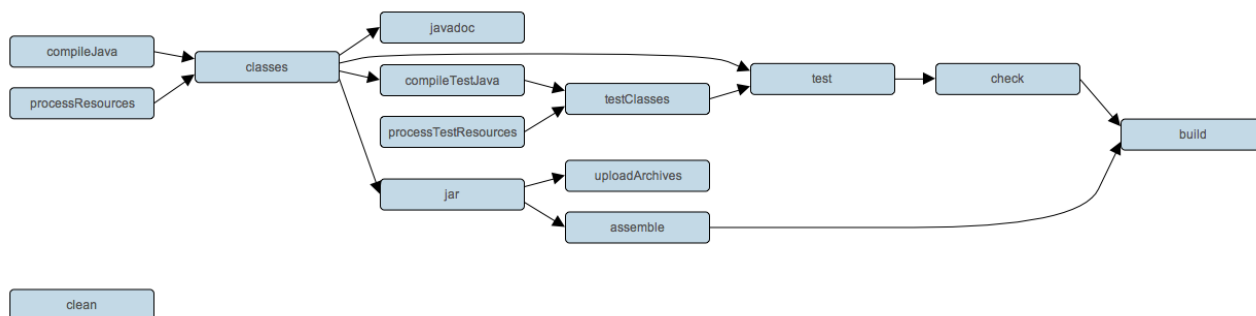 compileJava
processResources
classes
javadoc
compileTestJava
processTestResources
jar
testClasses
uploadArchives
assemble
test
check
build
clean